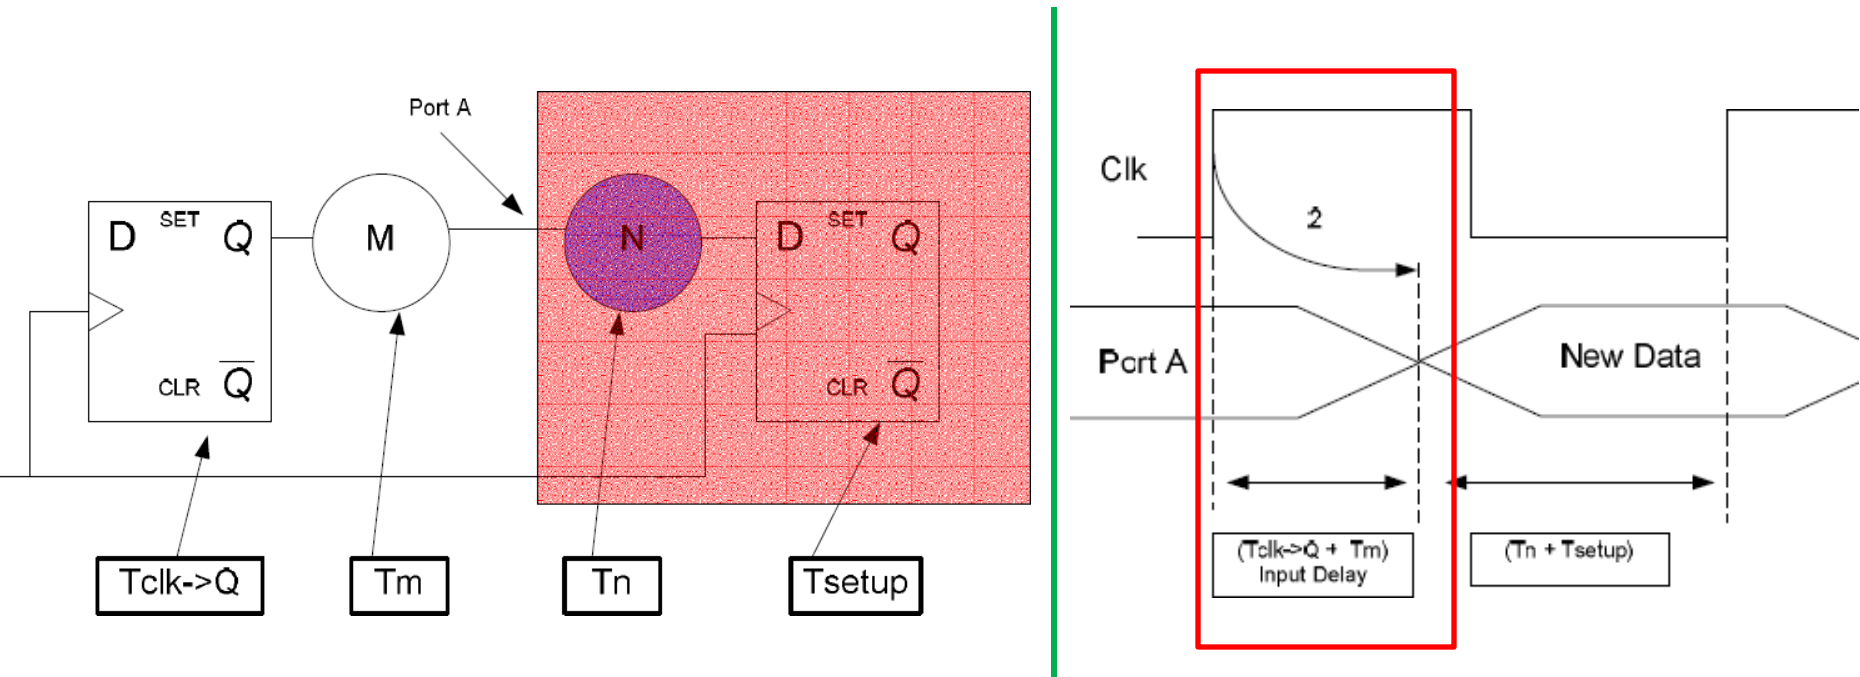 Port A
D SET Q
M
N
D SET Q
CLR Q
CLR Q
Tclk->Q
Tm
Tn
Tsetup
Clk
2
Port A
New Data
(Tclk->Q + Tm)
Input Delay
(Tn + Tsetup)